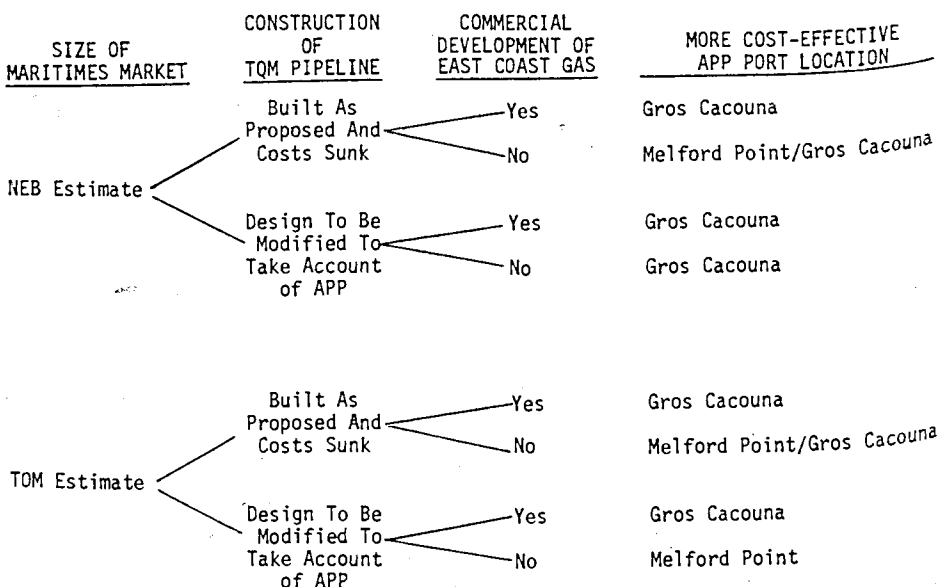 SIZE OF
MARITIMES MARKET
CONSTRUCTION
OF
TQM PIPELINE
COMMERCIAL
DEVELOPMENT OF
EAST COAST GAS
MORE COST-EFFECTIVE
APP PORT LOCATION
NEB Estimate
Built As
Proposed And
Costs Sunk
Yes
Gros Cacouna
No
Melford Point/Gros Cacouna
Design To Be
Modified To
Take Account
of APP
Yes
Gros Cacouna
No
Gros Cacouna
TOM Estimate
Built As
Proposed And
Costs Sunk
Yes
Gros Cacouna
No
Melford Point/Gros Cacouna
Design To Be
Modified To
Take Account
of APP
Yes
Gros Cacouna
No
Melford Point